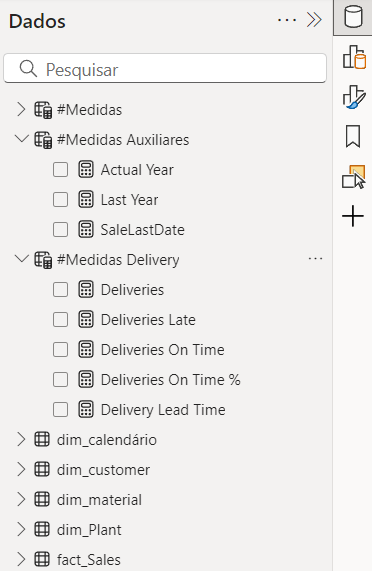 Dados
Pesquisar
#Medidas
#Medidas Auxiliares
Actual Year
Last Year
SaleLastDate
#Medidas Delivery
Deliveries
Deliveries Late
Deliveries On Time
Deliveries On Time %
Delivery Lead Time
dim_calendário
dim_customer
dim_material
dim_Plant
fact_Sales